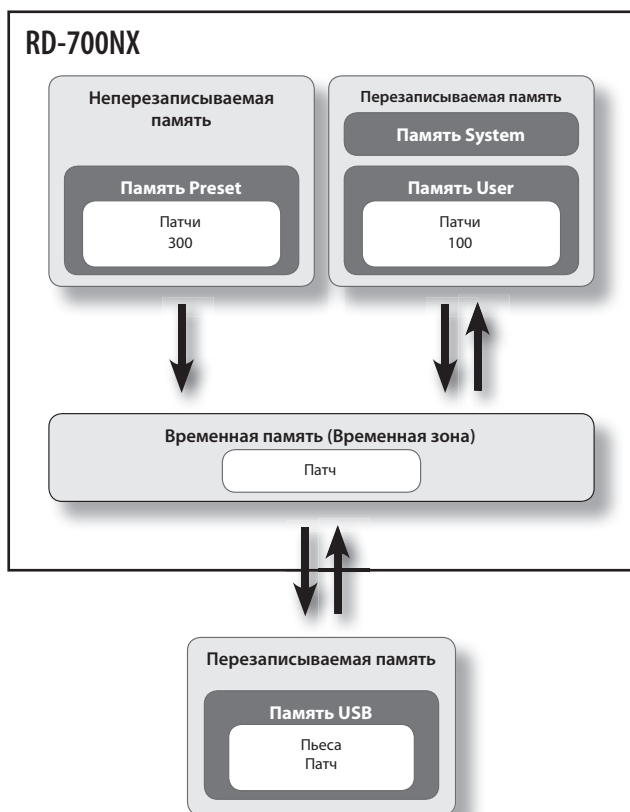 RD-700NX
Неперезаписываемая
память
Память Preset
Патчи
300
Перезаписываемая память
Память System
Память User
Патчи
100
Временная память (Временная зона)
Патч
Перезаписываемая память
Память USB
Пьеса
Патч